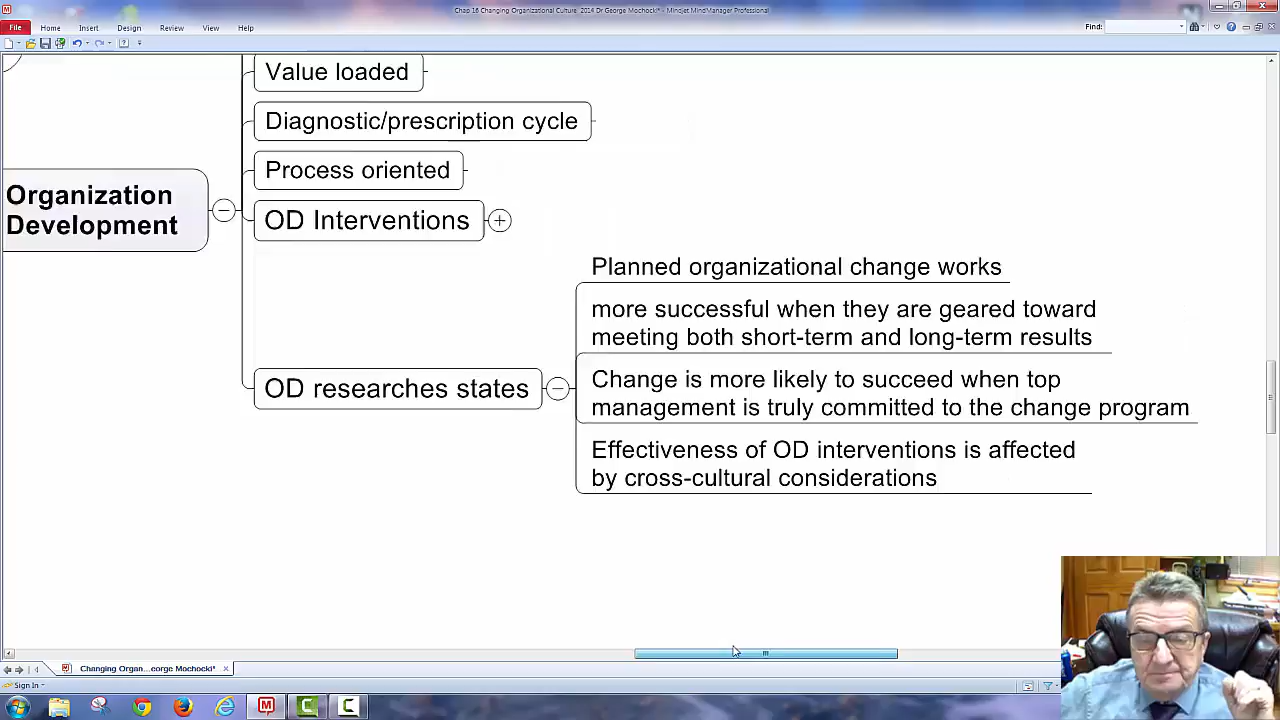 Chap 16 Changing Organizational Culture 2014 Dr George Mochocki* - Mindjet MindManager Professional
File Home Insert Design Review View Help
Find:
Value loaded
Diagnostic/prescription cycle
Process oriented
Organization
Development
OD Interventions
Planned organizational change works
more successful when they are geared toward
meeting both short-term and long-term results
OD researches states
Change is more likely to succeed when top
management is truly committed to the change program
Effectiveness of OD interventions is affected
by cross-cultural considerations
Changing Organ...eorge Mochocki*
Sign In